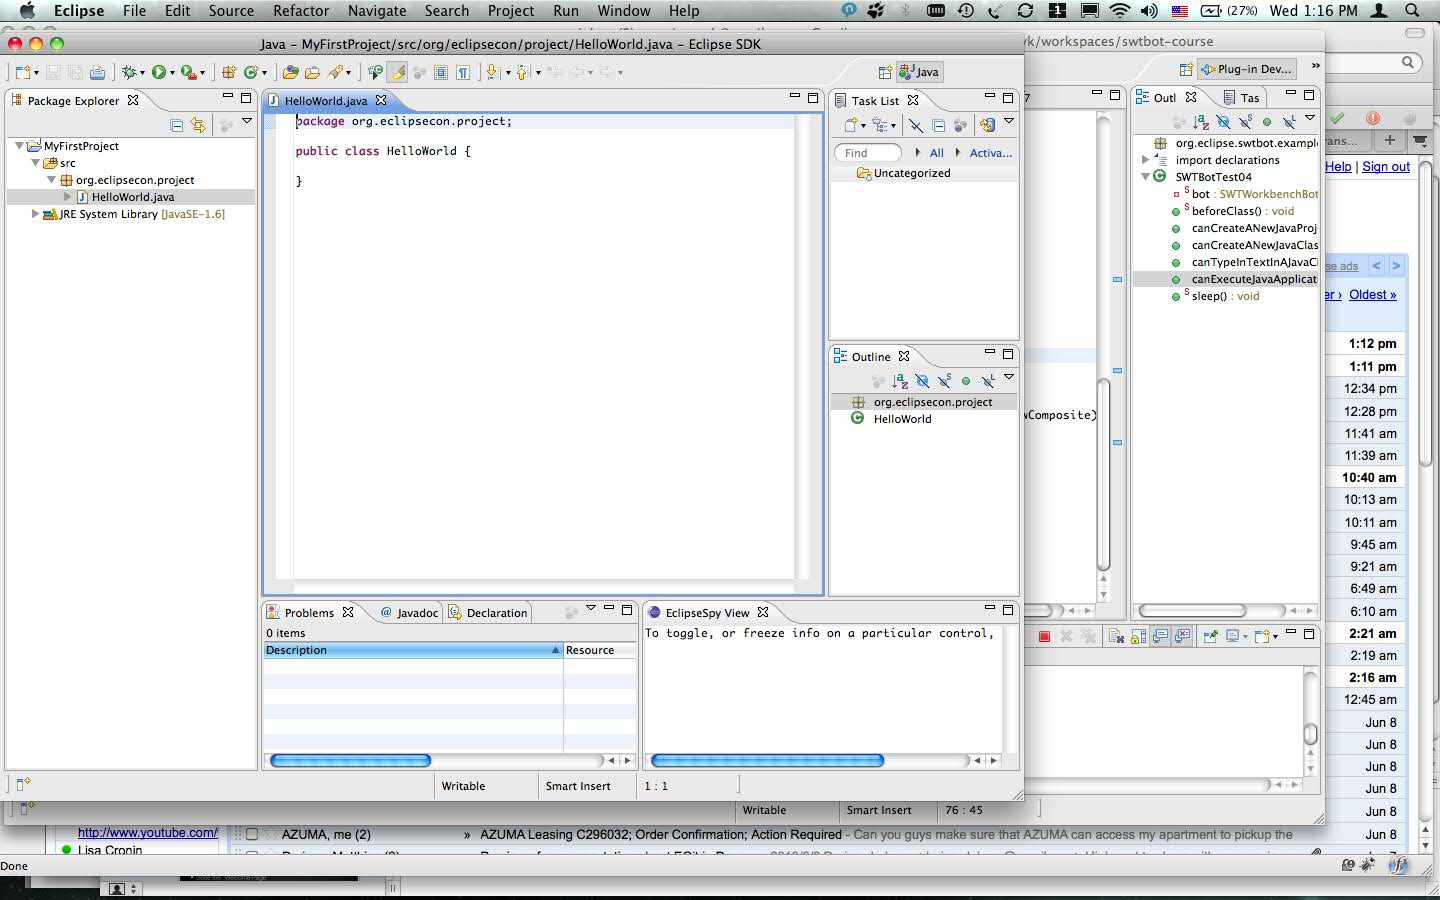 Eclipse File Edit Source Refactor Navigate Search Project Run Window Help (27%) Wed 1:16 PM
Java – MyFirstProject/src/org/eclipsecon/project/HelloWorld.java – Eclipse SDK
yk/workspaces/swtbot-course
Java
Plug-in Dev...
»
Package Explorer
HelloWorld.java
Task List
7
Outl
Tas
MyFirstProject
src
org.eclipsecon.project
HelloWorld.java
JRE System Library [JavaSE-1.6]
package org.eclipsecon.project;
public class HelloWorld {
}
Find
All
Activa...
Uncategorized
Outline
org.eclipsecon.project
HelloWorld
wComposite)
org.eclipse.swtbot.exampl
import declarations
SWTBotTest04
bot : SWTWorkbenchBot
beforeClass() : void
canCreateANewJavaProj
canCreateANewJavaClas
canTypeInTextInAJavaCl
canExecuteJavaApplicati
sleep() : void
rans...
Help | Sign out
se ads < >
er › Oldest »
1:12 pm
1:11 pm
12:34 pm
12:28 pm
11:41 am
11:39 am
10:40 am
10:13 am
10:11 am
9:45 am
9:21 am
6:49 am
6:10 am
2:21 am
2:19 am
2:16 am
12:45 am
Jun 8
Jun 8
Jun 8
Jun 8
Jun 8
Jun 8
Problems
@ Javadoc
Declaration
0 items
Description
Resource
EclipseSpy View
To toggle, or freeze info on a particular control,
Writable
Smart Insert
1 : 1
Writable
Smart Insert
76 : 45
http://www.youtube.com/
Lisa Cronin
AZUMA, me (2)
» AZUMA Leasing C296032; Order Confirmation; Action Required - Can you guys make sure that AZUMA can access my apartment to pickup the
Done